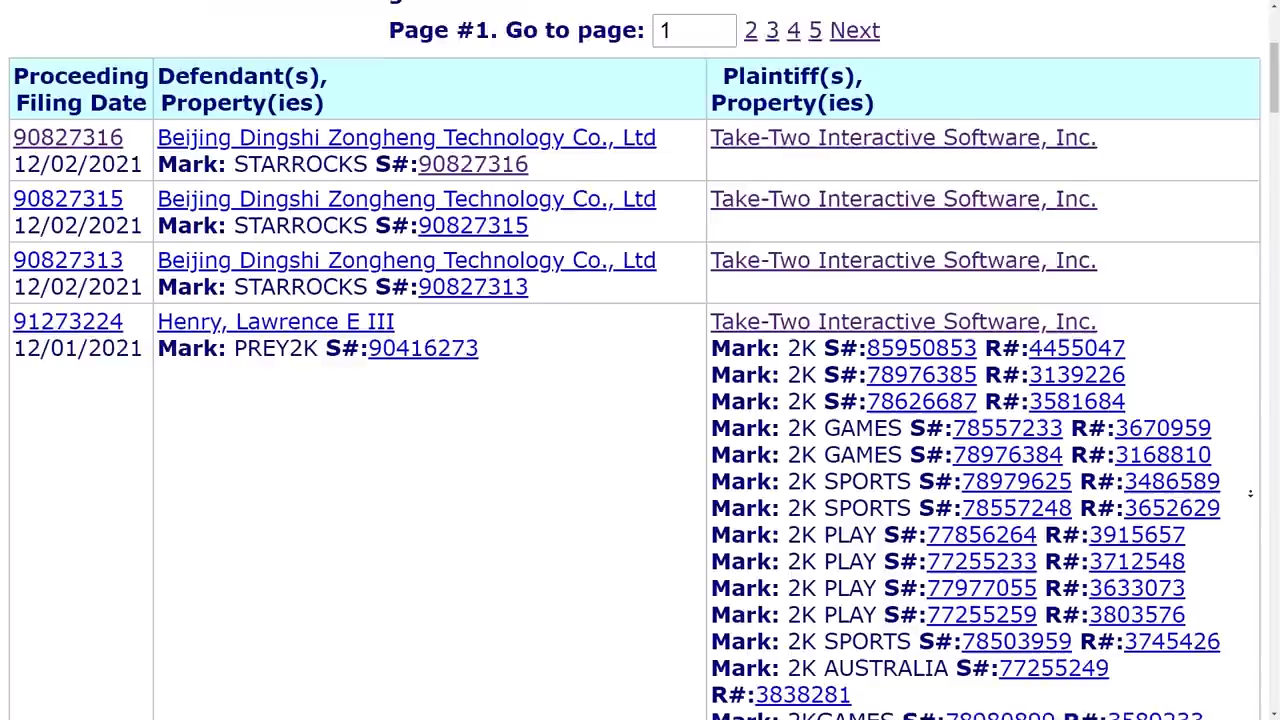 Page #1. Go to page: 1 2 3 4 5 Next
Proceeding Filing Date
Defendant(s), Property(ies)
Plaintiff(s), Property(ies)
90827316
12/02/2021
Beijing Dingshi Zongheng Technology Co., Ltd
Mark: STARROCKS S#:90827316
Take-Two Interactive Software, Inc.
90827315
12/02/2021
Beijing Dingshi Zongheng Technology Co., Ltd
Mark: STARROCKS S#:90827315
Take-Two Interactive Software, Inc.
90827313
12/02/2021
Beijing Dingshi Zongheng Technology Co., Ltd
Mark: STARROCKS S#:90827313
Take-Two Interactive Software, Inc.
91273224
12/01/2021
Henry, Lawrence E III
Mark: PREY2K S#:90416273
Take-Two Interactive Software, Inc.
Mark: 2K S#:85950853 R#:4455047
Mark: 2K S#:78976385 R#:3139226
Mark: 2K S#:78626687 R#:3581684
Mark: 2K GAMES S#:78557233 R#:3670959
Mark: 2K GAMES S#:78976384 R#:3168810
Mark: 2K SPORTS S#:78979625 R#:3486589
Mark: 2K SPORTS S#:78557248 R#:3652629
Mark: 2K PLAY S#:77856264 R#:3915657
Mark: 2K PLAY S#:77255233 R#:3712548
Mark: 2K PLAY S#:77977055 R#:3633073
Mark: 2K PLAY S#:77255259 R#:3803576
Mark: 2K SPORTS S#:78503959 R#:3745426
Mark: 2K AUSTRALIA S#:77255249
R#:3838281
Mark: 2KGAMES S#:78980899 R#:3589233